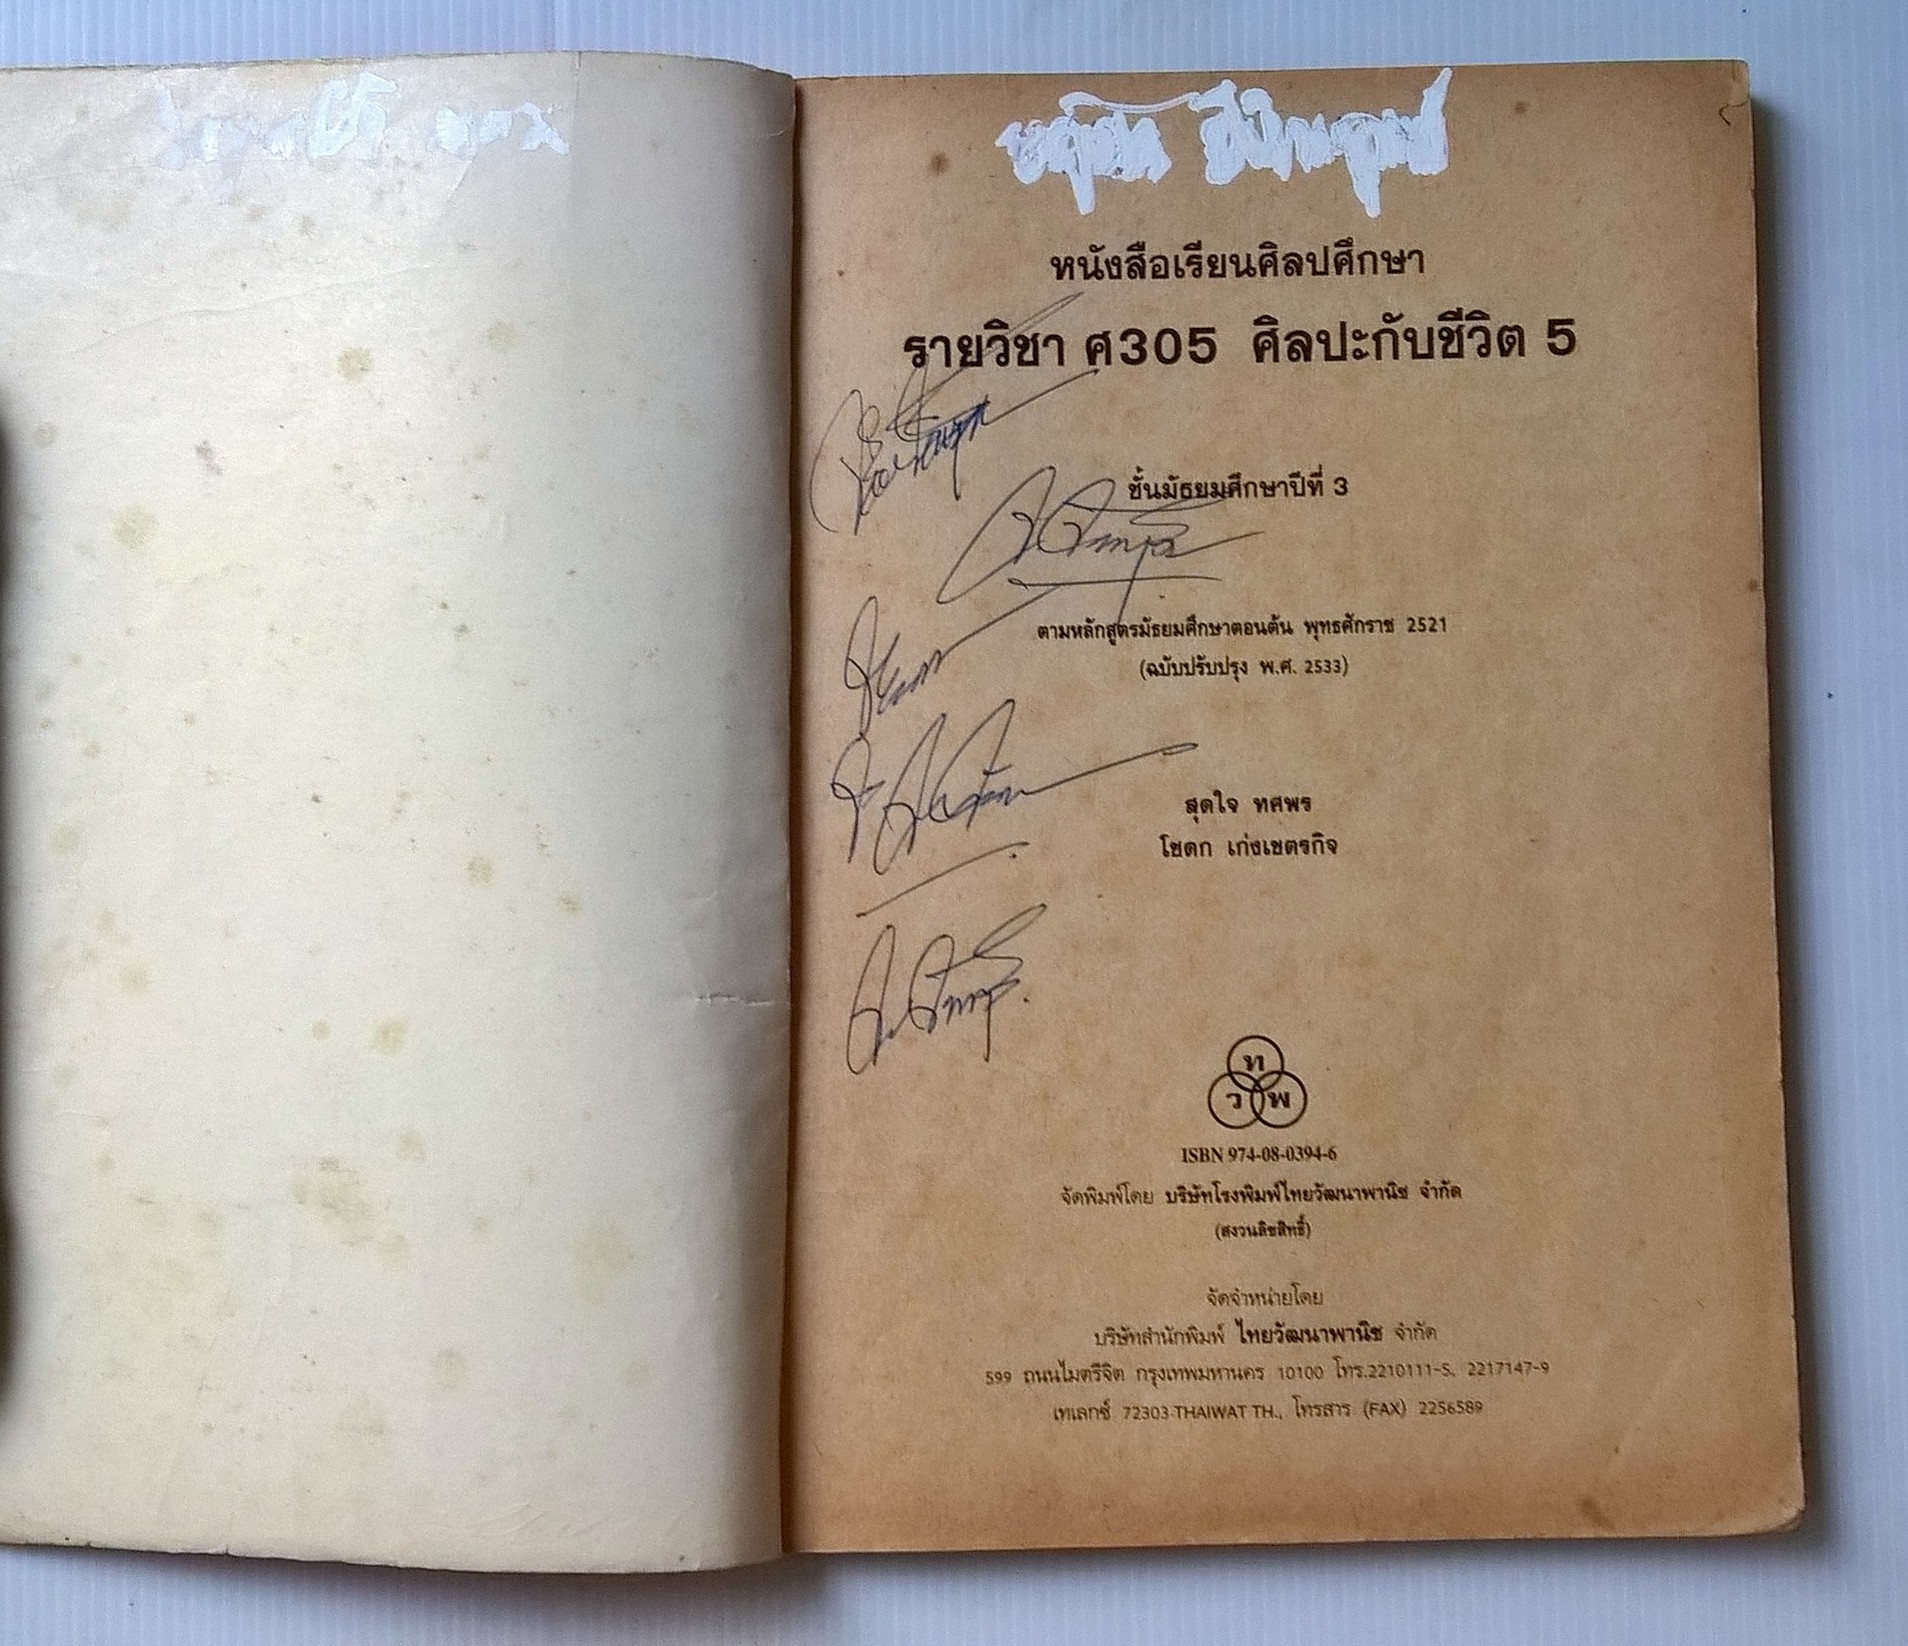 หนังสือเรียนศิลปศึกษา
รายวิชา ศ305 ศิลปะกับชีวิต 5
ชั้นมัธยมศึกษาปีที่ 3
ตามหลักสูตรมัธยมศึกษาตอนต้น พุทธศักราช 2521
(ฉบับปรับปรุง พ.ศ. 2533)
สุดใจ ทศพร
โชดก เก่งเขตรกิจ
ท
ว พ
ISBN 974-08-0394-6
จัดพิมพ์โดย บริษัทโรงพิมพ์ไทยวัฒนาพานิช จำกัด
(สงวนลิขสิทธิ์)
จัดจำหน่ายโดย
บริษัทสำนักพิมพ์ ไทยวัฒนาพานิช จำกัด
599 ถนนไมตรีจิต กรุงเทพมหานคร 10100 โทร.2210111-5, 2217147-9
เทเลกซ์ 72303 THAIWAT TH., โทรสาร (FAX) 2256589